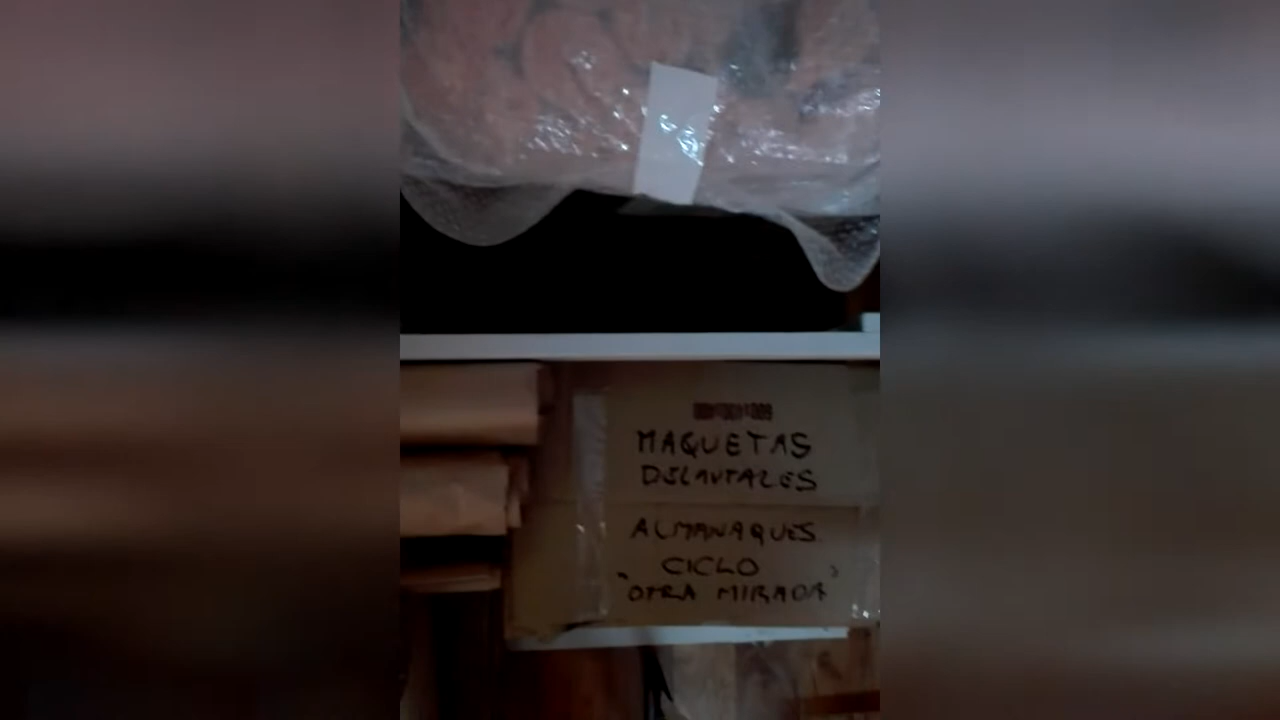 MAQUETAS
DELANTALES
ALMANAQUES
CICLO
"OTRA MIRADA"